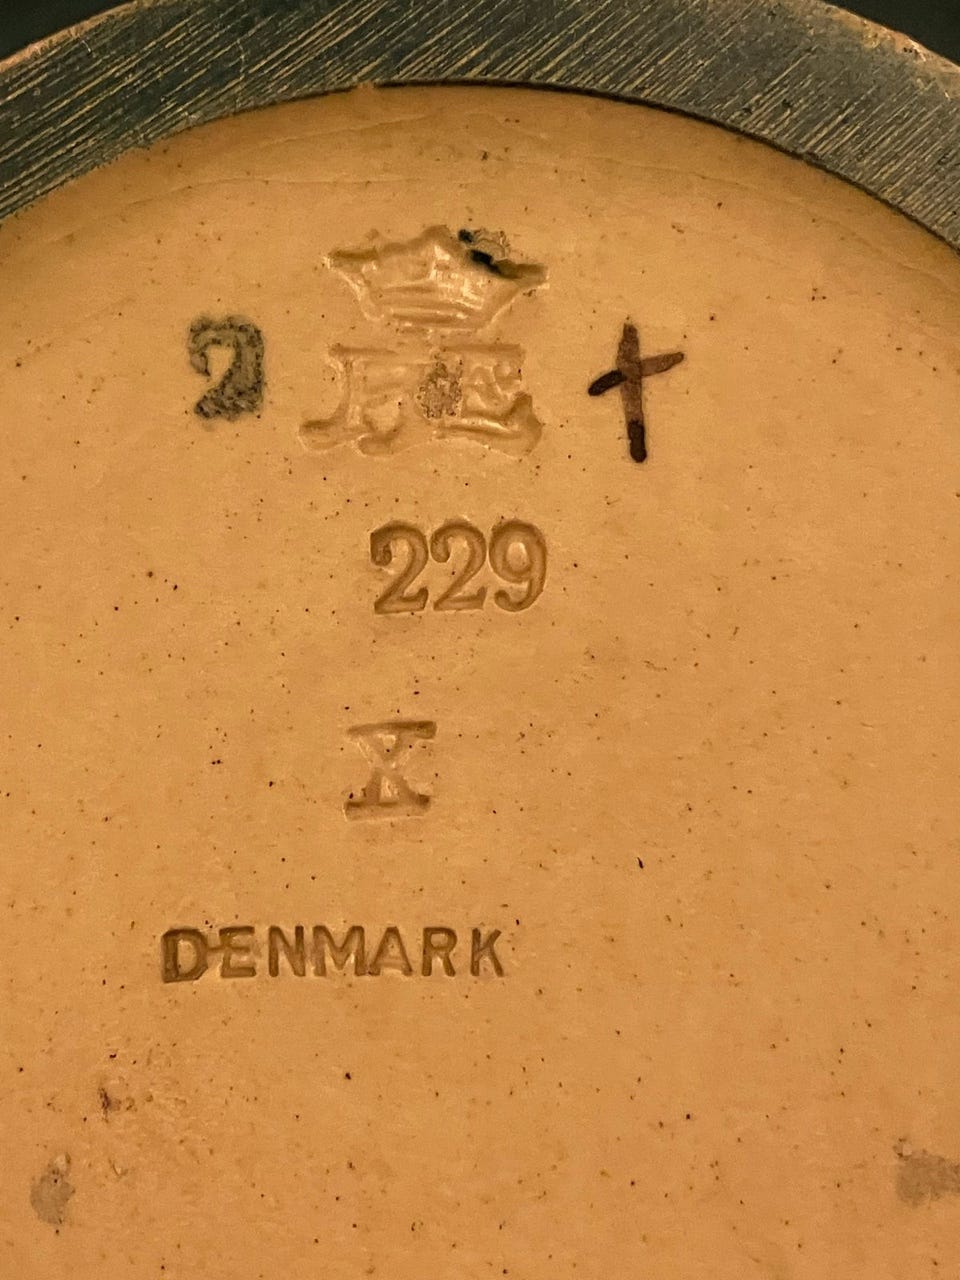 2 +
229
X
DENMARK